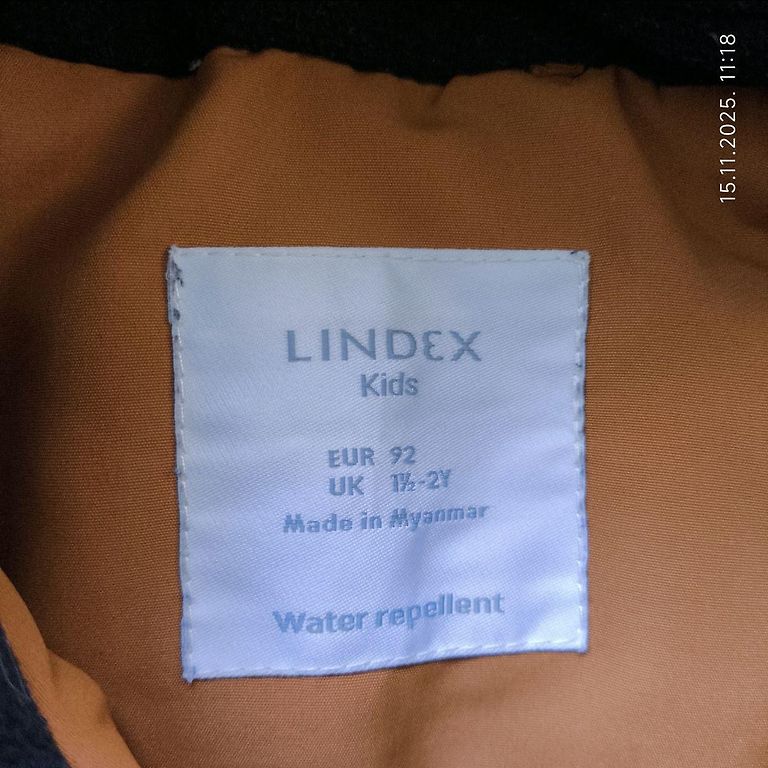 15.11.2025. 11:18
LINDEX
Kids
EUR 92
UK 1½-2Y
Made in Myanmar
Water repellent